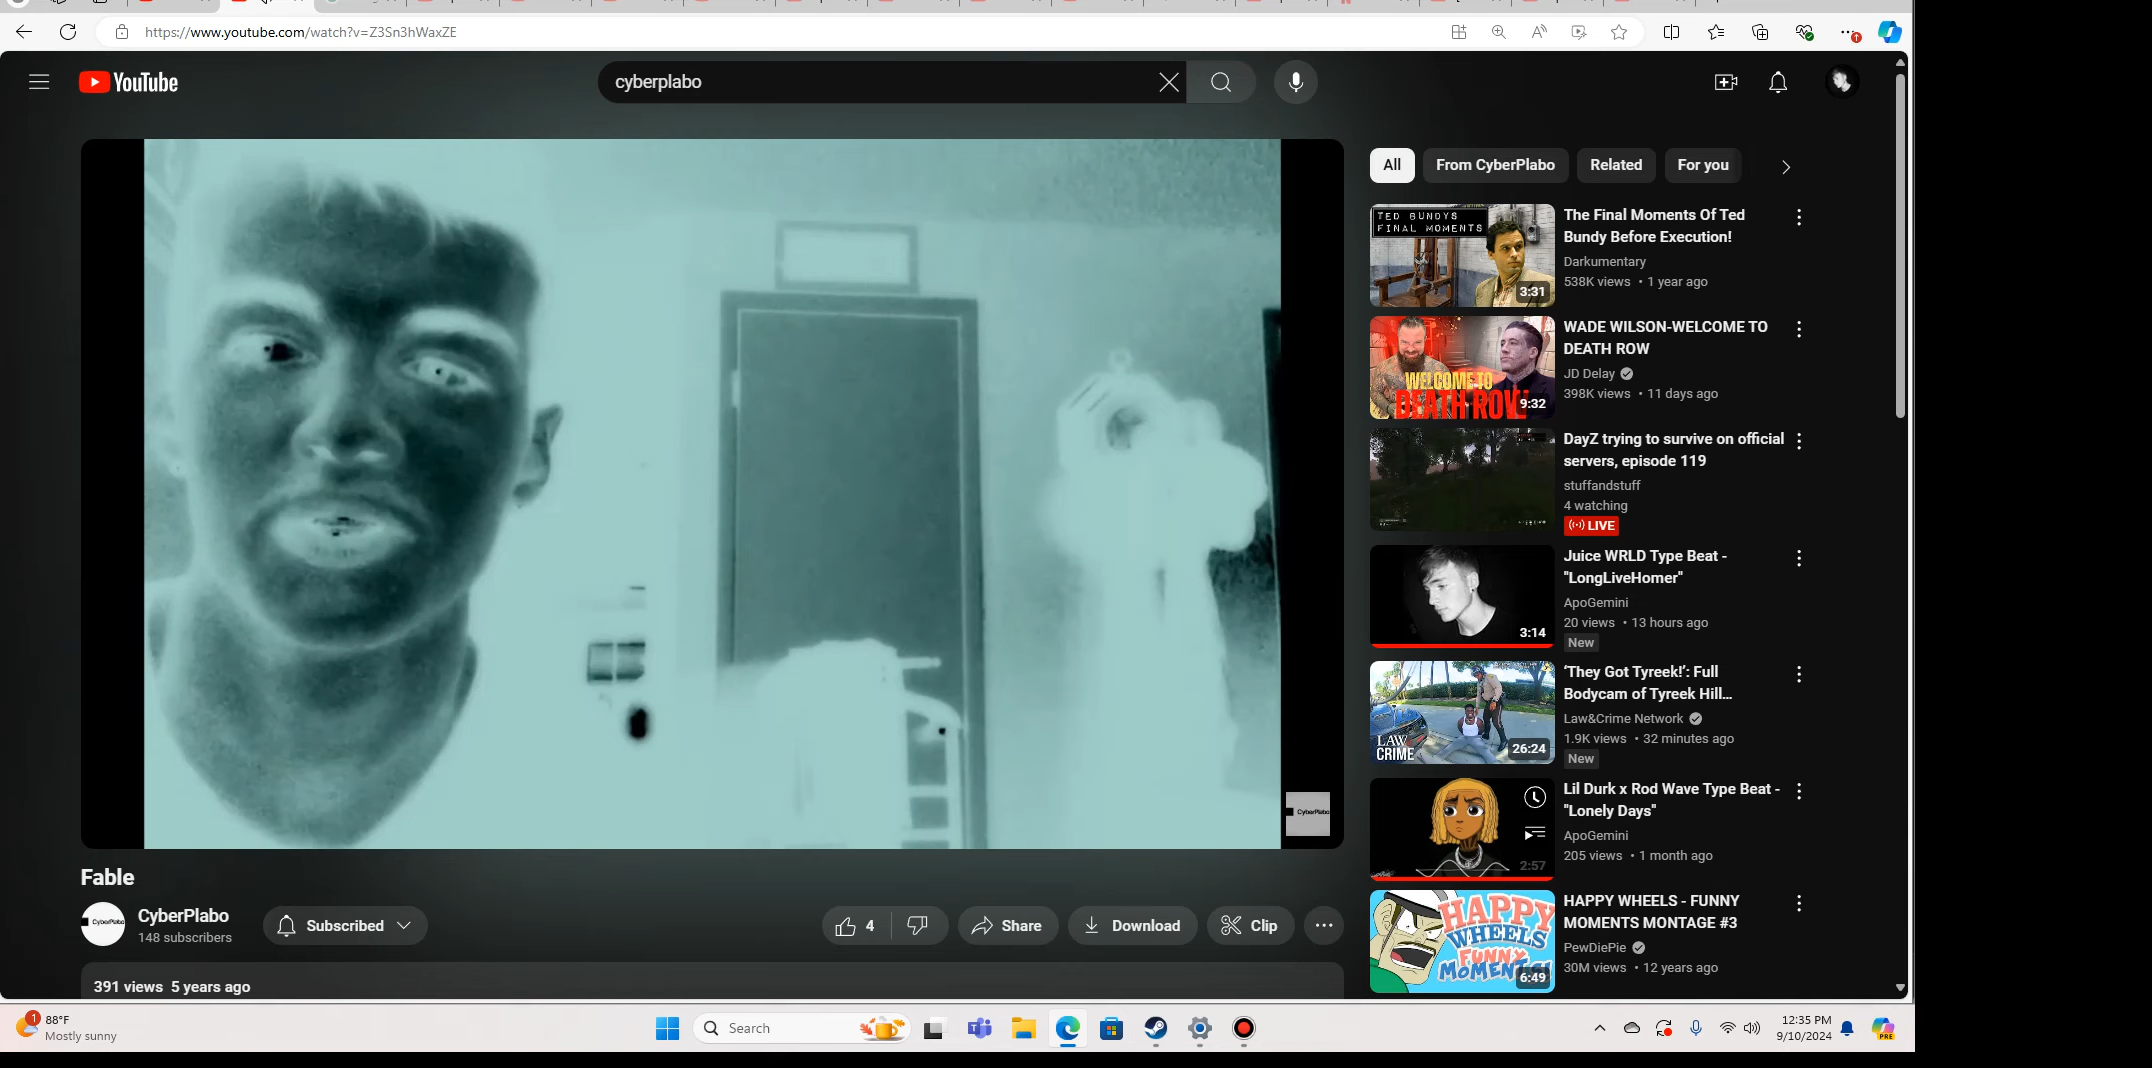 https://www.youtube.com/watch?v=Z3Sn3hWaxZE
YouTube
cyberplabo
CyberPlabo
Fable
CyberPlabo
CyberPlabo
148 subscribers
Subscribed
4
Share
Download
Clip
391 views 5 years ago
All
From CyberPlabo
Related
For you
TED BUNDYS
FINAL MOMENTS
3:31
The Final Moments Of Ted
Bundy Before Execution!
Darkumentary
538K views • 1 year ago
WELCOME TO
DEATH ROW
9:32
WADE WILSON-WELCOME TO
DEATH ROW
JD Delay
398K views • 11 days ago
DayZ trying to survive on official
servers, episode 119
stuffandstuff
4 watching
LIVE
3:14
Juice WRLD Type Beat -
"LongLiveHomer"
ApoGemini
20 views • 13 hours ago
New
LAW
CRIME
26:24
‘They Got Tyreek!’: Full
Bodycam of Tyreek Hill...
Law&Crime Network
1.9K views • 32 minutes ago
New
2:57
Lil Durk x Rod Wave Type Beat -
"Lonely Days"
ApoGemini
205 views • 1 month ago
HAPPY
WHEELS
FUNNY
MOMENTS!
6:49
HAPPY WHEELS - FUNNY
MOMENTS MONTAGE #3
PewDiePie
30M views • 12 years ago
1
88°F
Mostly sunny
Search
12:35 PM
9/10/2024
PRE